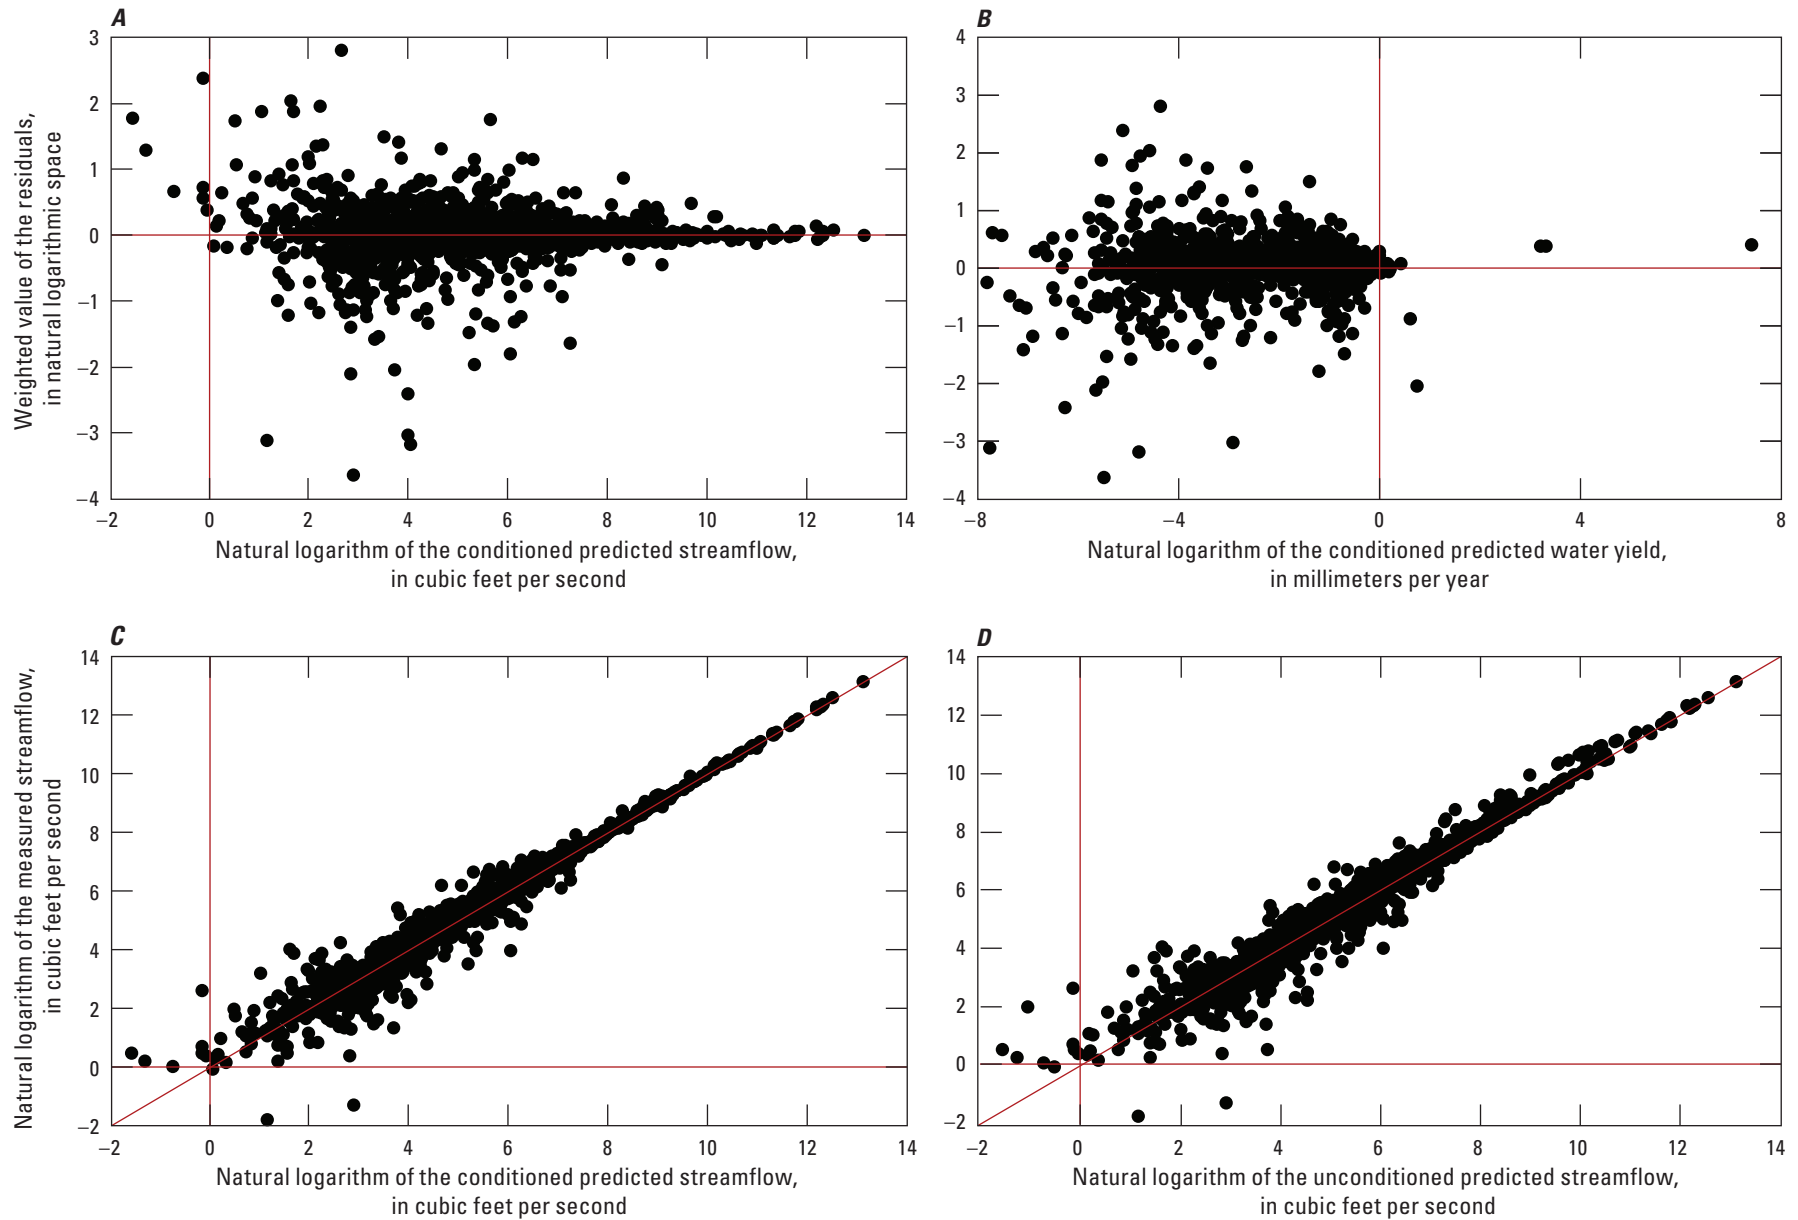 A
3
2
1
0
−1
−2
−3
−4
−2 0 2 4 6 8 10 12 14
Weighted value of the residuals,
in natural logarithmic space
Natural logarithm of the conditioned predicted streamflow,
in cubic feet per second
B
4
3
2
1
0
−1
−2
−3
−4
−8 −4 0 4 8
Natural logarithm of the conditioned predicted water yield,
in millimeters per year
C
14
12
10
8
6
4
2
0
−2
−2 0 2 4 6 8 10 12 14
Natural logarithm of the measured streamflow,
in cubic feet per second
Natural logarithm of the conditioned predicted streamflow,
in cubic feet per second
D
14
12
10
8
6
4
2
0
−2
−2 0 2 4 6 8 10 12 14
Natural logarithm of the unconditioned predicted streamflow,
in cubic feet per second